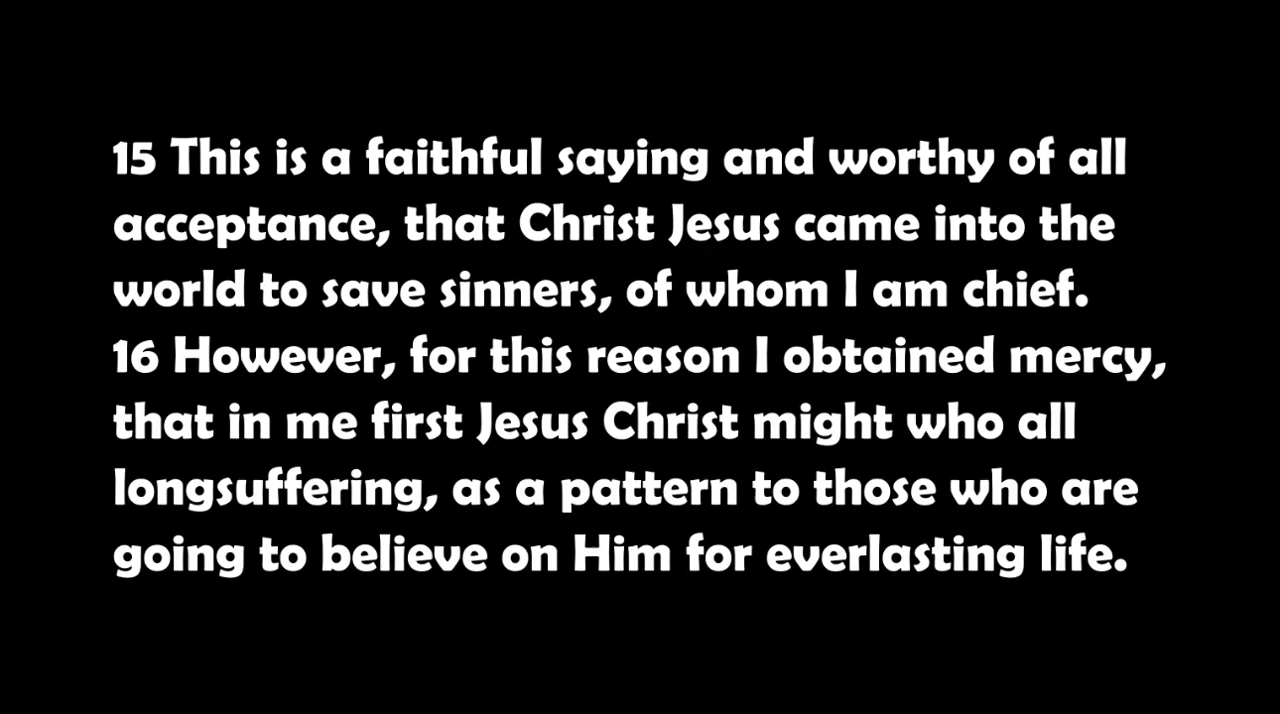 15 This is a faithful saying and worthy of all
acceptance, that Christ Jesus came into the
world to save sinners, of whom I am chief.
16 However, for this reason I obtained mercy,
that in me first Jesus Christ might who all
longsuffering, as a pattern to those who are
going to believe on Him for everlasting life.